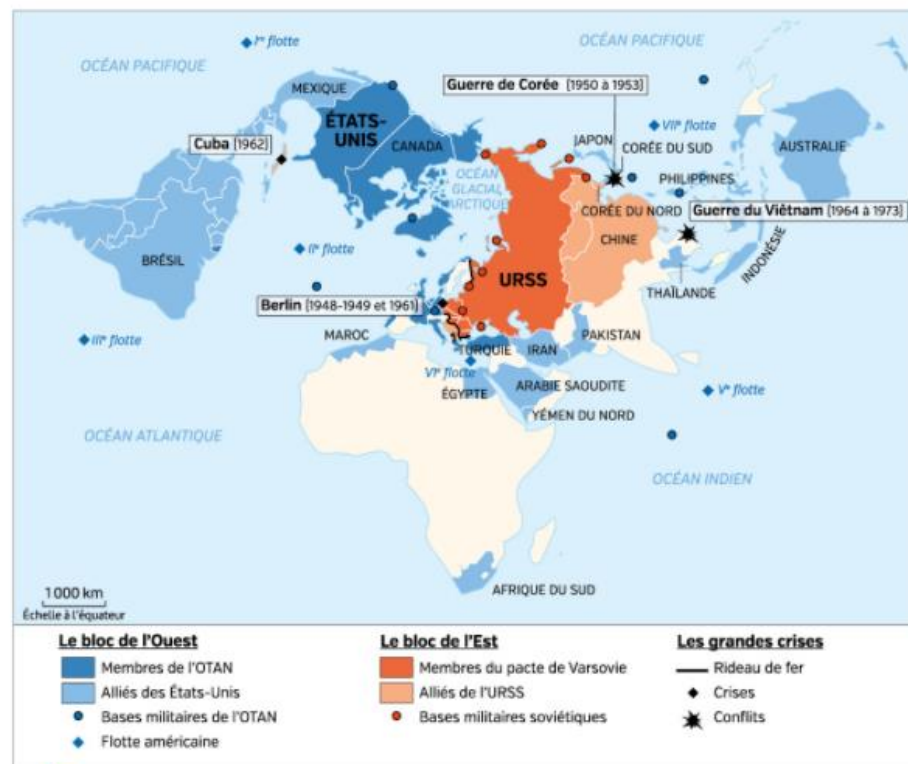 Iʳᵉ flotte
OCÉAN PACIFIQUE
OCÉAN PACIFIQUE
MEXIQUE
Guerre de Corée (1950 à 1953)
ÉTATS-
UNIS
Cuba (1962)
CANADA
JAPON
VIIᵉ flotte
CORÉE DU SUD
AUSTRALIE
OCÉAN
GLACIAL
ARCTIQUE
PHILIPPINES
CORÉE DU NORD
Guerre du Viêtnam (1964 à 1973)
CHINE
INDONÉSIE
IIᵉ flotte
BRÉSIL
URSS
THAÏLANDE
Berlin (1948-1949 et 1961)
IIIᵉ flotte
MAROC
TURQUIE
IRAN
PAKISTAN
VIᵉ flotte
ÉGYPTE
ARABIE SAOUDITE
Vᵉ flotte
YÉMEN DU NORD
OCÉAN ATLANTIQUE
OCÉAN INDIEN
AFRIQUE DU SUD
1 000 km
Échelle à l'équateur
Le bloc de l'Ouest
Membres de l'OTAN
Alliés des États-Unis
Bases militaires de l'OTAN
Flotte américaine
Le bloc de l'Est
Membres du pacte de Varsovie
Alliés de l'URSS
Bases militaires soviétiques
Les grandes crises
Rideau de fer
Crises
Conflits